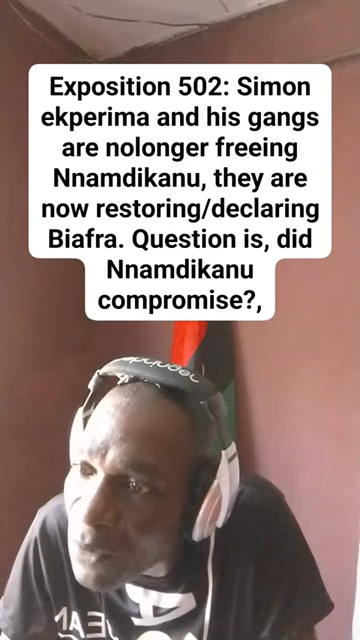 Exposition 502: Simon
ekperima and his gangs
are nolonger freeing
Nnamdikanu, they are
now restoring/declaring
Biafra. Question is, did
Nnamdikanu
compromise?,